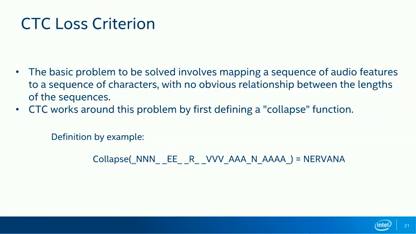 CTC Loss Criterion
• The basic problem to be solved involves mapping a sequence of audio features
to a sequence of characters, with no obvious relationship between the lengths
of the sequences.
• CTC works around this problem by first defining a "collapse" function.
Definition by example:
Collapse(_NNN_ _EE_ _R_ _VVV_AAA_N_AAAA_) = NERVANA
intel
21